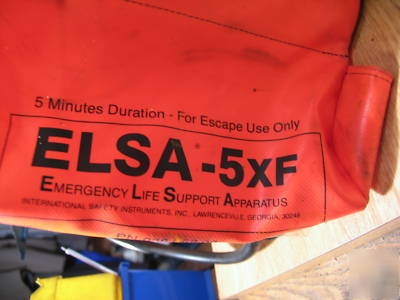 5 Minutes Duration - For Escape Use Only
ELSA-5XF
EMERGENCY LIFE SUPPORT APPARATUS
INTERNATIONAL SAFETY INSTRUMENTS, INC. LAWRENCEVILLE, GEORGIA, 30246